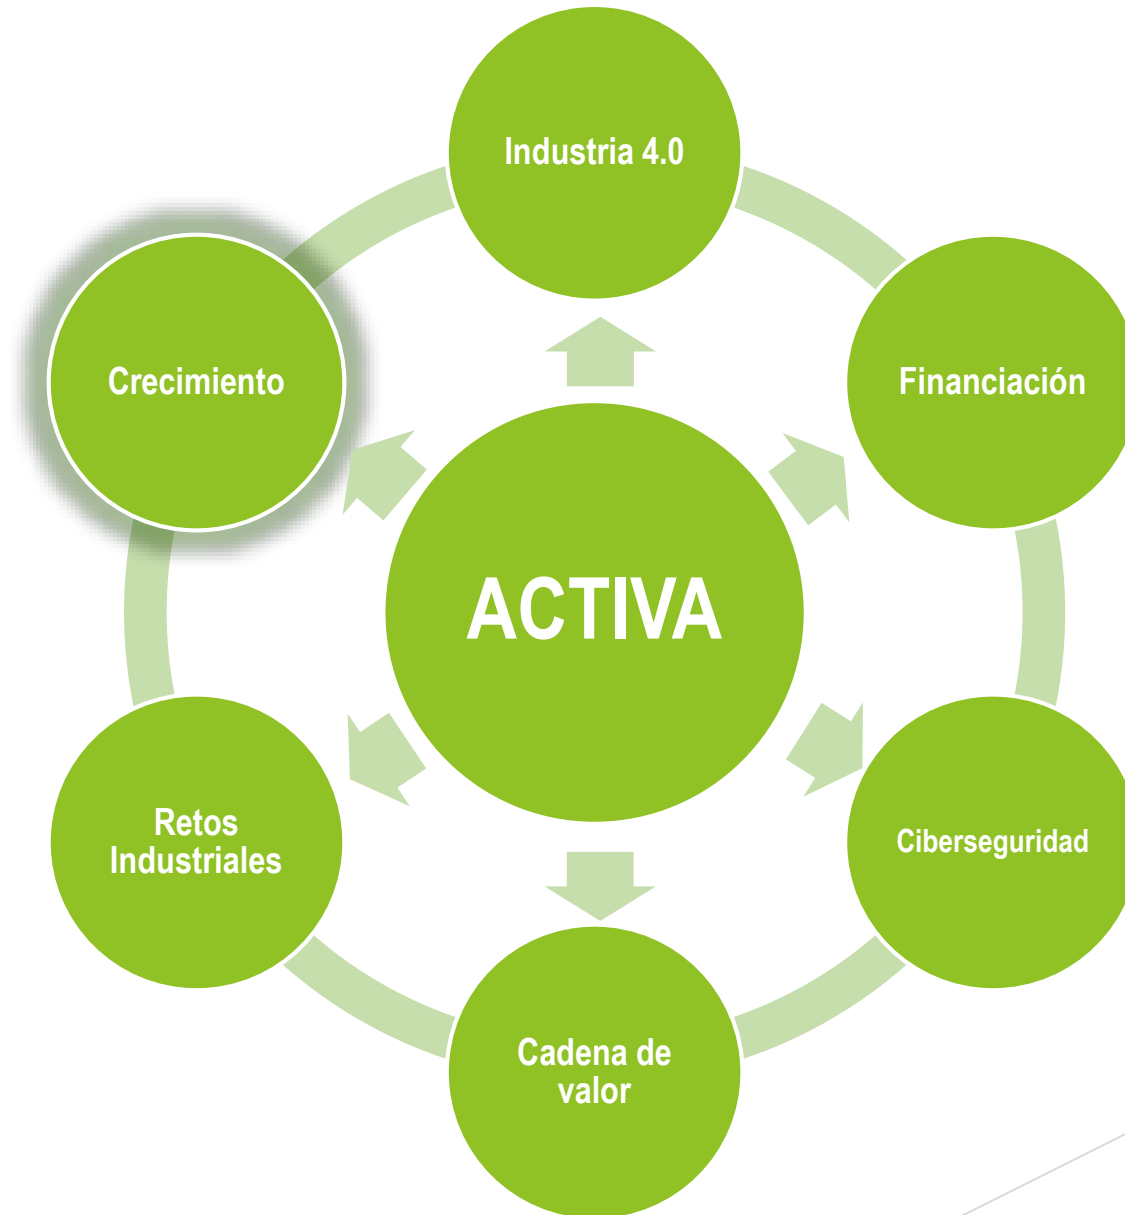 Industria 4.0
Crecimiento
Financiación
ACTIVA
Retos
Industriales
Ciberseguridad
Cadena de
valor